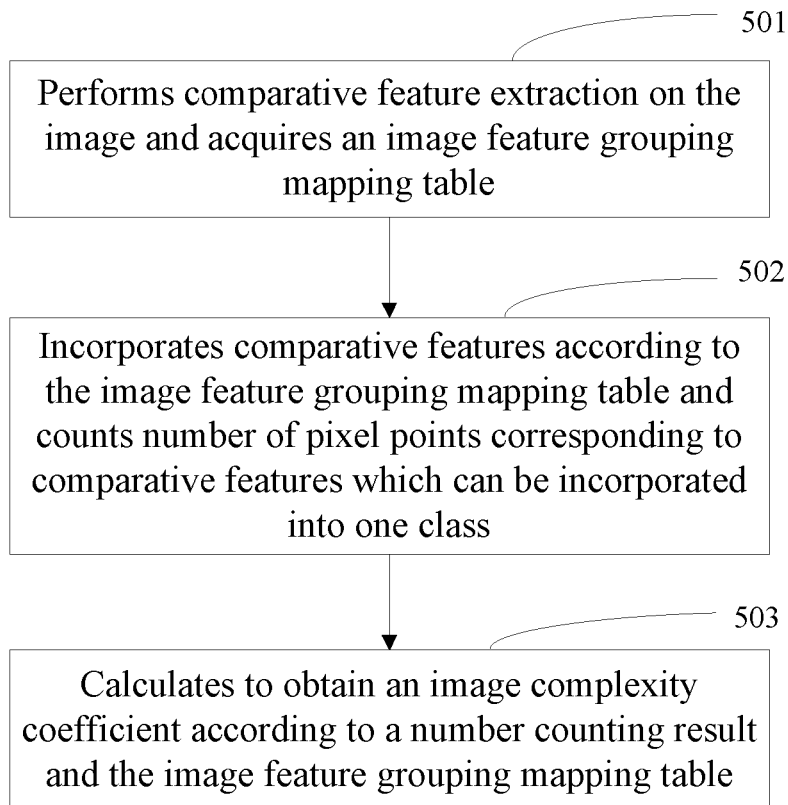 501
Performs comparative feature extraction on the
image and acquires an image feature grouping
mapping table
502
Incorporates comparative features according to
the image feature grouping mapping table and
counts number of pixel points corresponding to
comparative features which can be incorporated
into one class
503
Calculates to obtain an image complexity
coefficient according to a number counting result
and the image feature grouping mapping table